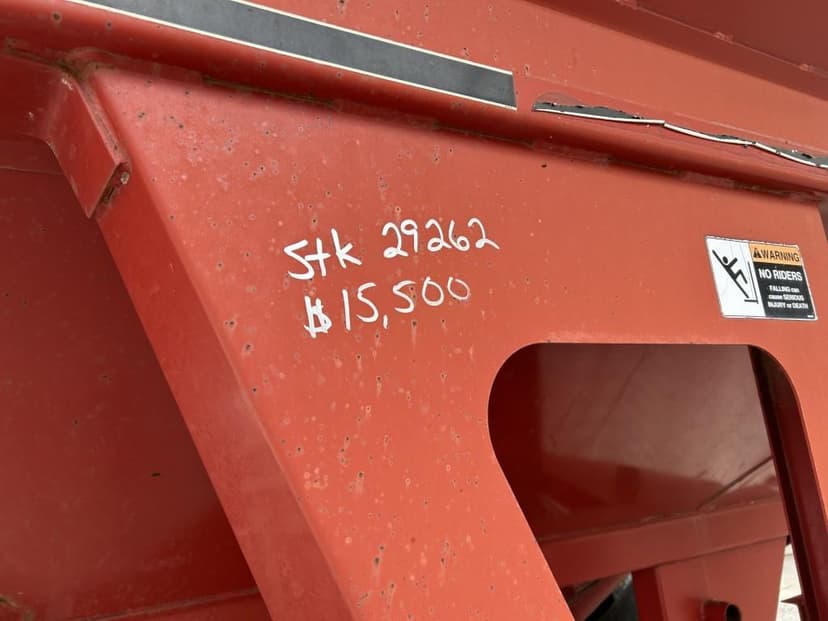 Stk 29262
$15,500
WARNING
NO RIDERS
FALLING can
cause SERIOUS
INJURY or DEATH